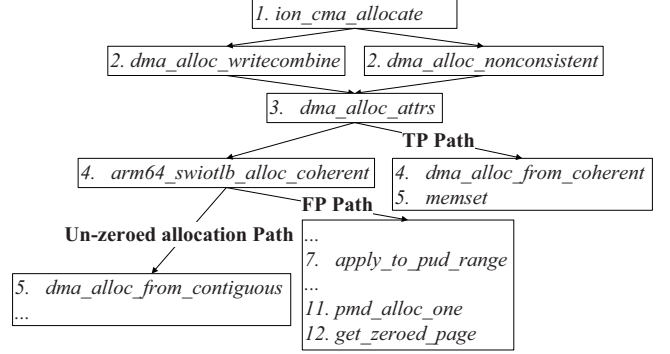 1. ion_cma_allocate
2. dma_alloc_writecombine
2. dma_alloc_nonconsistent
3. dma_alloc_attrs
TP Path
4. arm64_swiotlb_alloc_coherent
4. dma_alloc_from_coherent
5. memset
FP Path
Un-zeroed allocation Path
5. dma_alloc_from_contiguous
...
...
7. apply_to_pud_range
...
11. pmd_alloc_one
12. get_zeroed_page